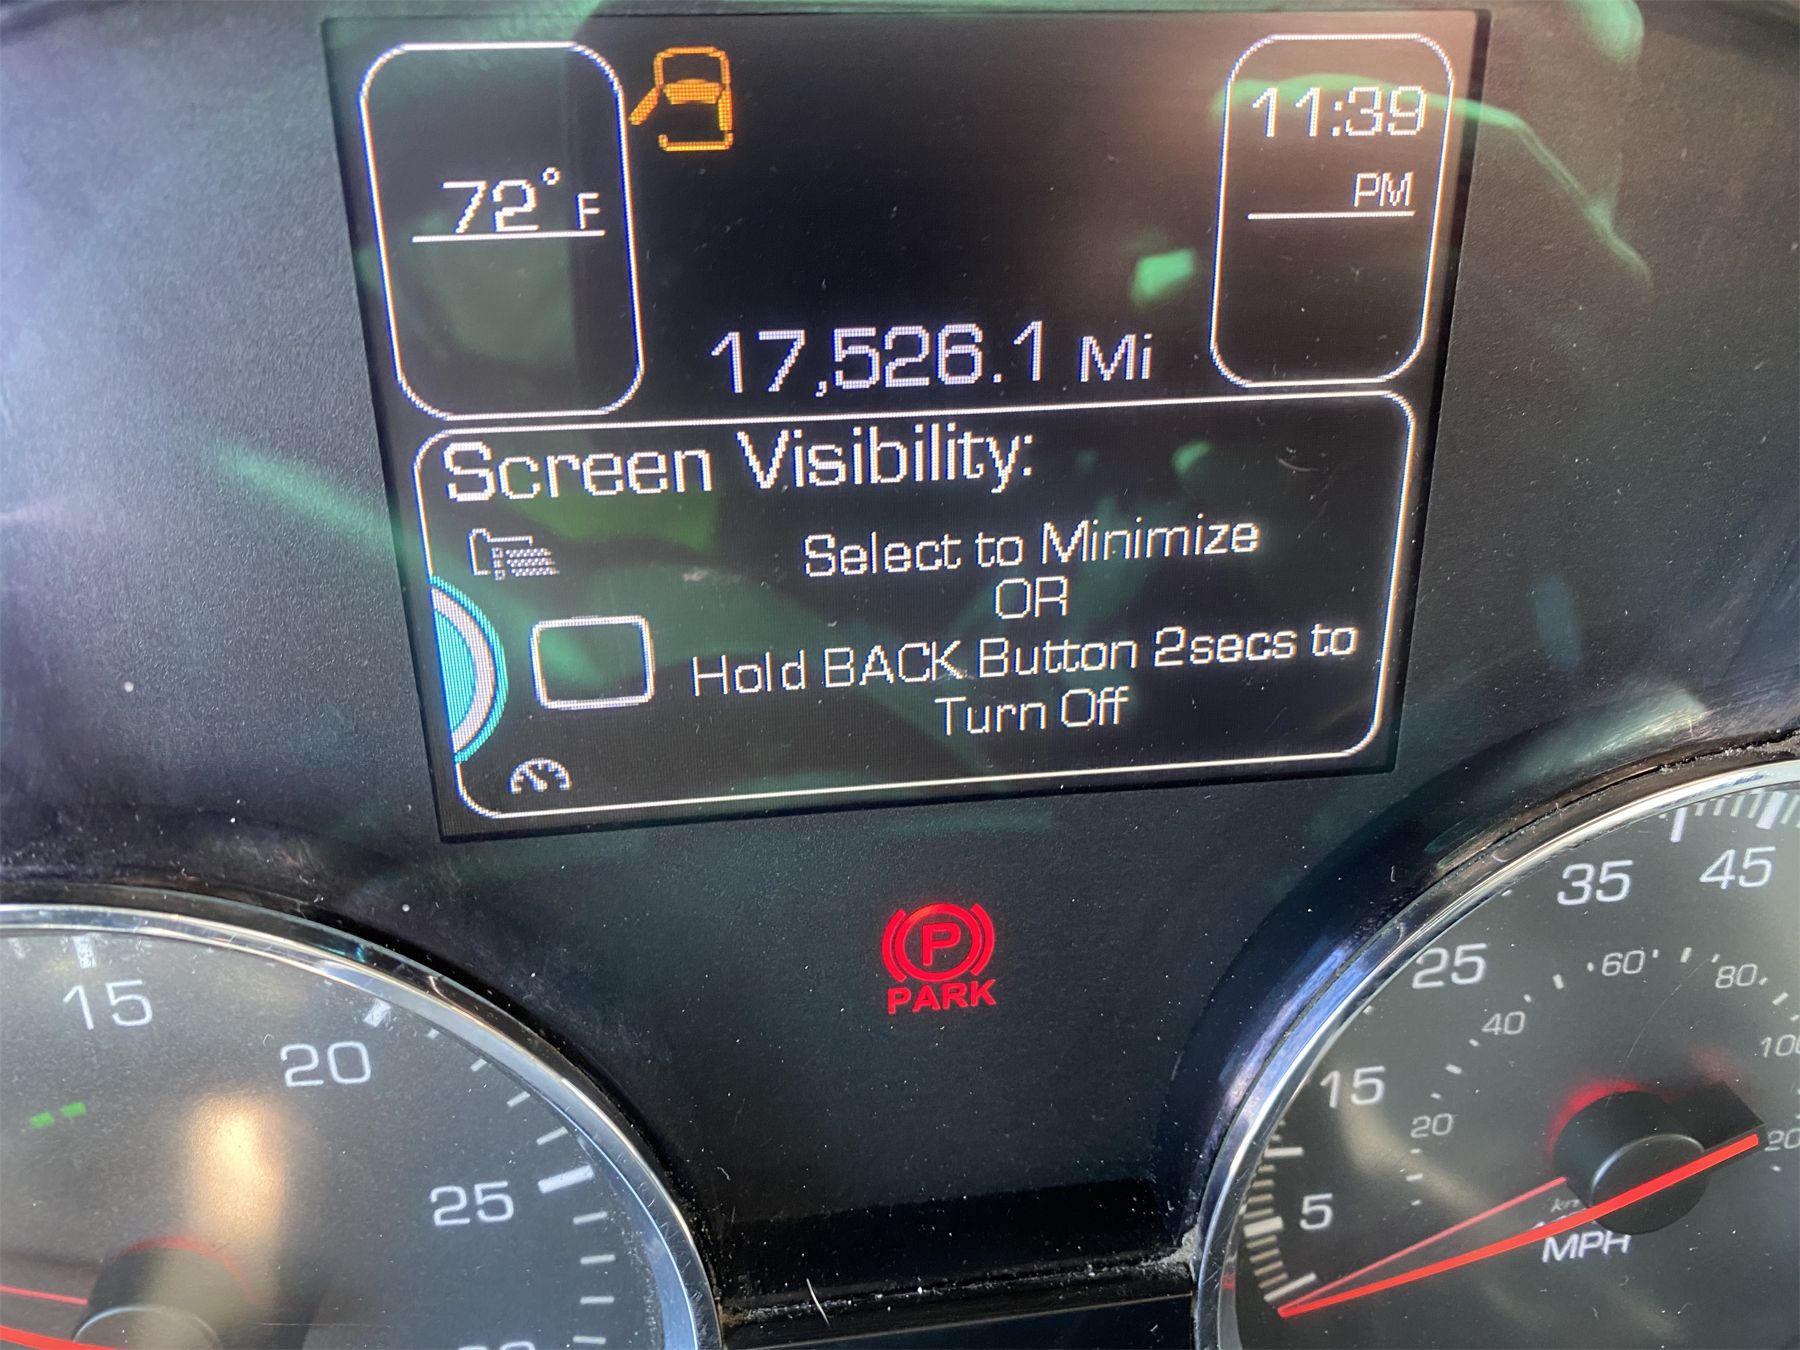 72°F
11:39
PM
17,526.1 Mi
Screen Visibility:
Select to Minimize
OR
Hold BACK Button 2secs to
Turn Off
P
PARK
15
20
25
5
15
25
35
45
20
40
60
80
MPH